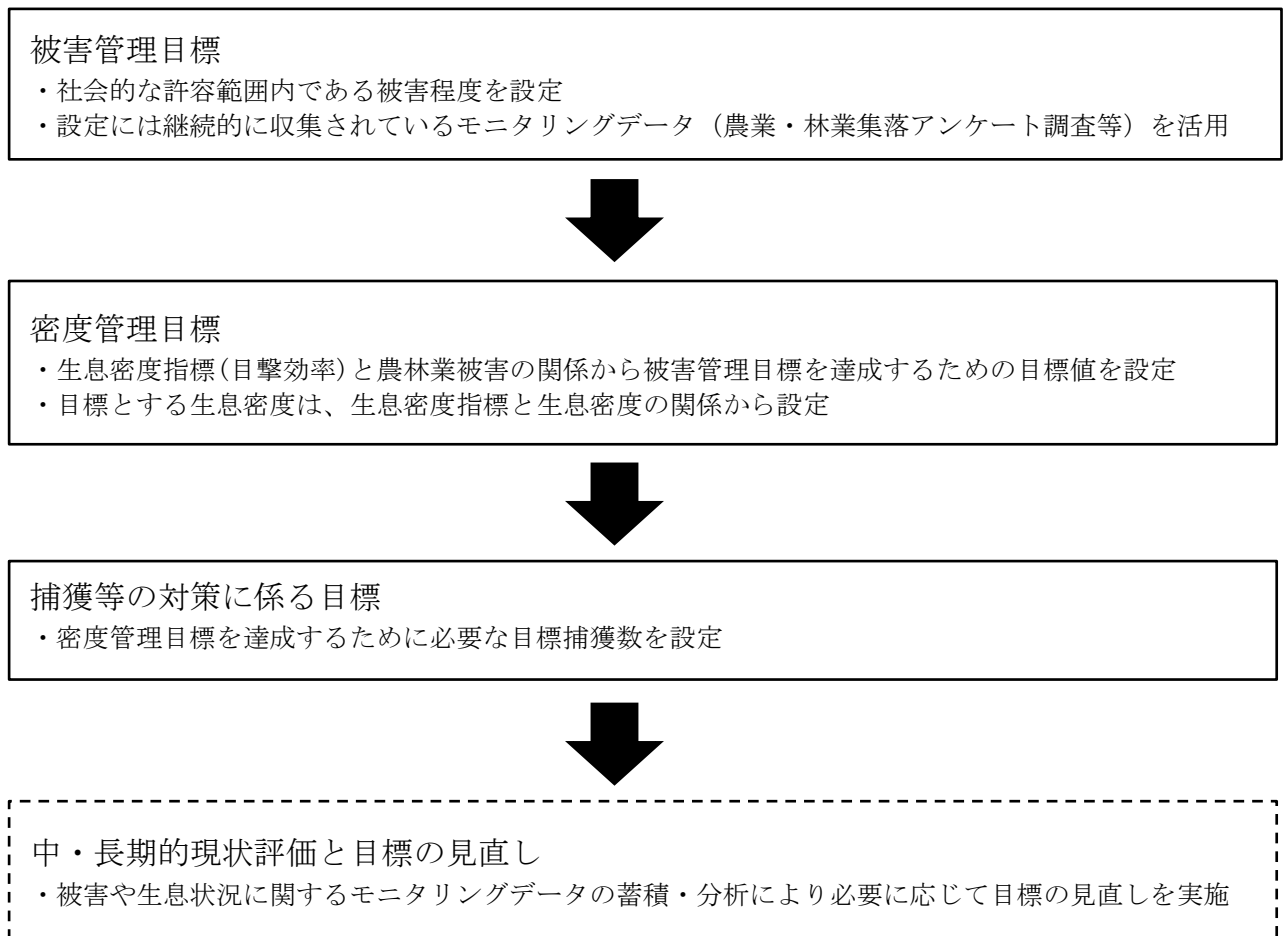 被害管理目標
・社会的な許容範囲内である被害程度を設定
・設定には継続的に収集されているモニタリングデータ（農業・林業集落アンケート調査等）を活用
密度管理目標
・生息密度指標(目撃効率)と農林業被害の関係から被害管理目標を達成するための目標値を設定
・目標とする生息密度は、生息密度指標と生息密度の関係から設定
捕獲等の対策に係る目標
・密度管理目標を達成するために必要な目標捕獲数を設定
中・長期的現状評価と目標の見直し
・被害や生息状況に関するモニタリングデータの蓄積・分析により必要に応じて目標の見直しを実施